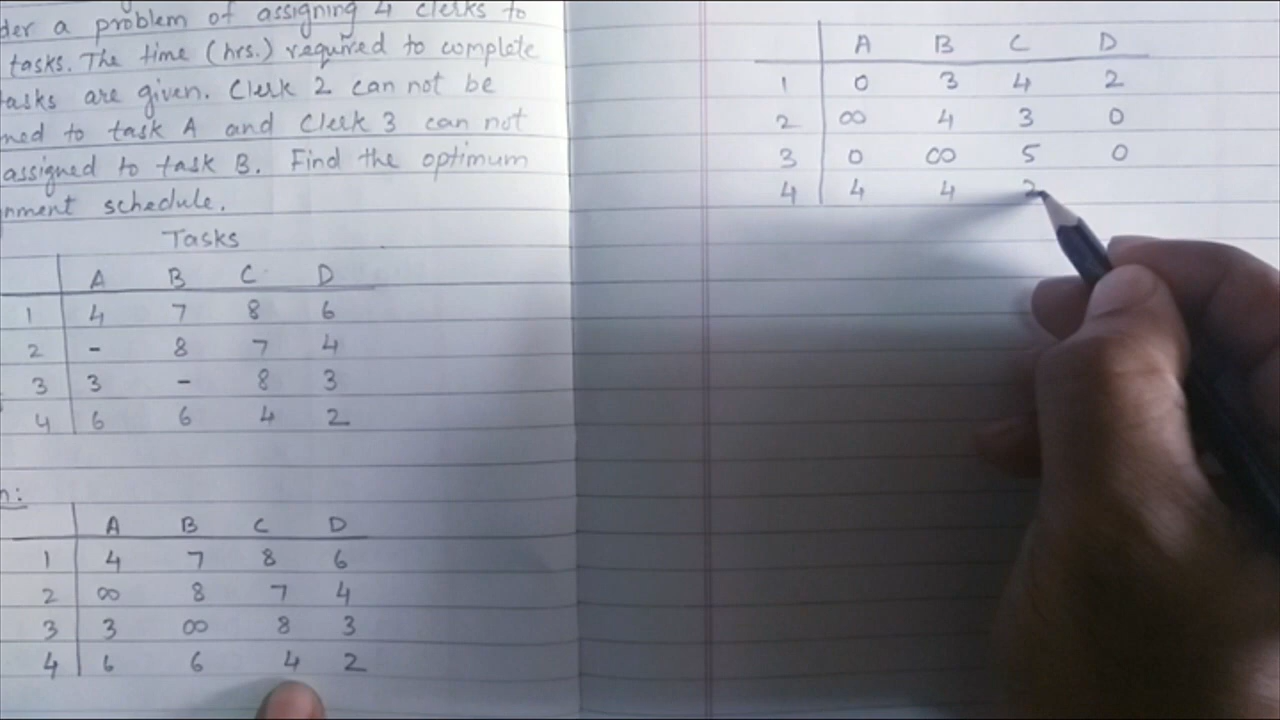 a problem of assigning 4 clerks to
tasks. The time (hrs.) required to complete
tasks are given. Clerk 2 can not be
to task A and Clerk 3 can not
assigned to task B. Find the optimum
schedule.
Tasks
A B C D
1 4 7 8 6
2 - 8 7 4
3 3 - 8 3
4 6 6 4 2
A B C D
1 4 7 8 6
2 ∞ 8 7 4
3 3 ∞ 8 3
4 6 6 4 2
A B C D
1 0 3 4 2
2 ∞ 4 3 0
3 0 ∞ 5 0
4 4 4 2